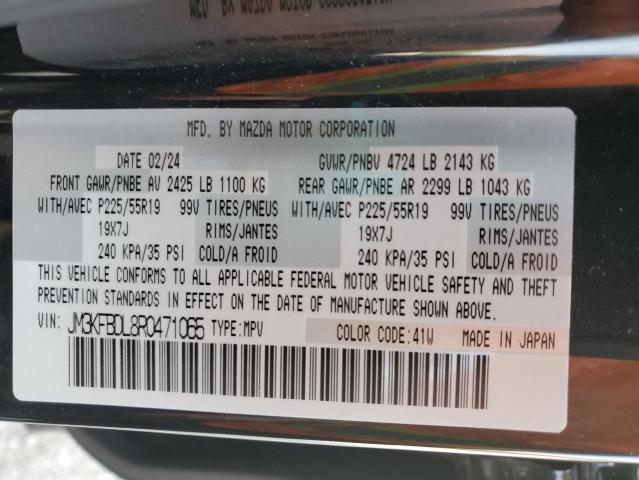 MFD. BY MAZDA MOTOR CORPORATION
DATE 02/24 GVWR/PNBV 4724 LB 2143 KG
FRONT GAWR/PNBE AV 2425 LB 1100 KG REAR GAWR/PNBE AR 2299 LB 1043 KG
WITH/AVEC P225/55R19 99V TIRES/PNEUS WITH/AVEC P225/55R19 99V TIRES/PNEUS
19X7J RIMS/JANTES 19X7J RIMS/JANTES
240 KPA/35 PSI COLD/A FROID 240 KPA/35 PSI COLD/A FROID
THIS VEHICLE CONFORMS TO ALL APPLICABLE FEDERAL MOTOR VEHICLE SAFETY AND THEFT
PREVENTION STANDARDS IN EFFECT ON THE DATE OF MANUFACTURE SHOWN ABOVE.
VIN: JM3KFBDL8R0471065 TYPE:MPV COLOR CODE:41W MADE IN JAPAN